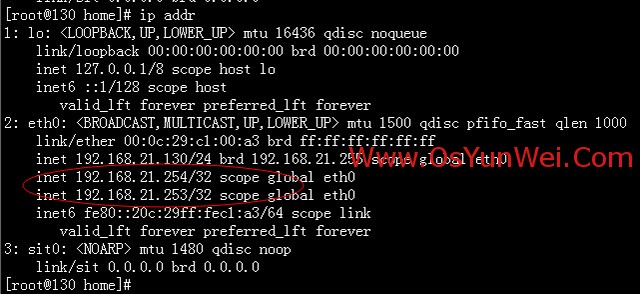 [root@130 home]# ip addr
1: lo: <LOOPBACK,UP,LOWER_UP> mtu 16436 qdisc noqueue
link/loopback 00:00:00:00:00:00 brd 00:00:00:00:00:00
inet 127.0.0.1/8 scope host lo
inet6 ::1/128 scope host
valid_lft forever preferred_lft forever
2: eth0: <BROADCAST,MULTICAST,UP,LOWER_UP> mtu 1500 qdisc pfifo_fast qlen 1000
link/ether 00:0c:29:c1:00:a3 brd ff:ff:ff:ff:ff:ff
inet 192.168.21.130/24 brd 192.168.21.255 scope global eth0
Www.OsYunWei.Com
inet 192.168.21.254/32 scope global eth0
inet 192.168.21.253/32 scope global eth0
inet6 fe80::20c:29ff:fec1:a3/64 scope link
valid_lft forever preferred_lft forever
3: sit0: <NOARP> mtu 1480 qdisc noop
link/sit 0.0.0.0 brd 0.0.0.0
[root@130 home]#